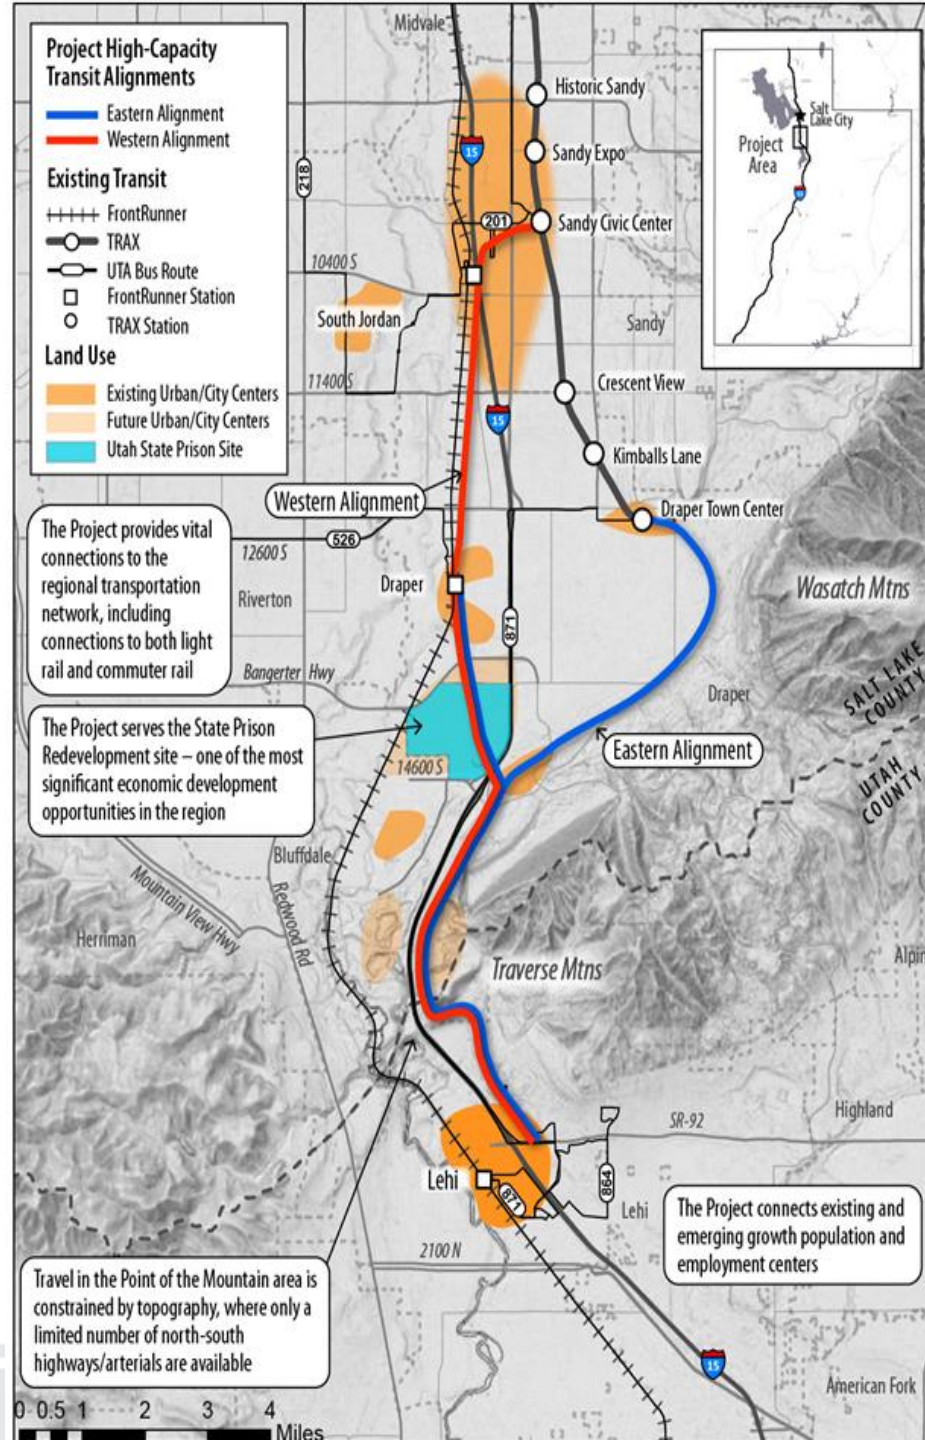 Project High-Capacity
Transit Alignments
Eastern Alignment
Western Alignment
Existing Transit
FrontRunner
TRAX
UTA Bus Route
FrontRunner Station
TRAX Station
Land Use
Existing Urban/City Centers
Future Urban/City Centers
Utah State Prison Site
Midvale
Historic Sandy
15
Sandy Expo
218
201
Sandy Civic Center
10400 S
South Jordan
Sandy
11400 S
Crescent View
15
Kimballs Lane
Western Alignment
Draper Town Center
526
12600 S
Draper
Riverton
871
Wasatch Mtns
Bangerter Hwy
Draper
SALT LAKE
COUNTY
UTAH
COUNTY
Eastern Alignment
14600 S
Bluffdale
Mountain View Hwy
Redwood Rd
Herriman
Traverse Mtns
Alpin
Highland
SR-92
Lehi
871
864
Lehi
2100 N
15
American Fork
Salt
Lake City
Project
Area
The Project provides vital
connections to the
regional transportation
network, including
connections to both light
rail and commuter rail
The Project serves the State Prison
Redevelopment site – one of the most
significant economic development
opportunities in the region
The Project connects existing and
emerging growth population and
employment centers
Travel in the Point of the Mountain area is
constrained by topography, where only a
limited number of north-south
highways/arterials are available
0 0.5 1 2 3 4
Miles